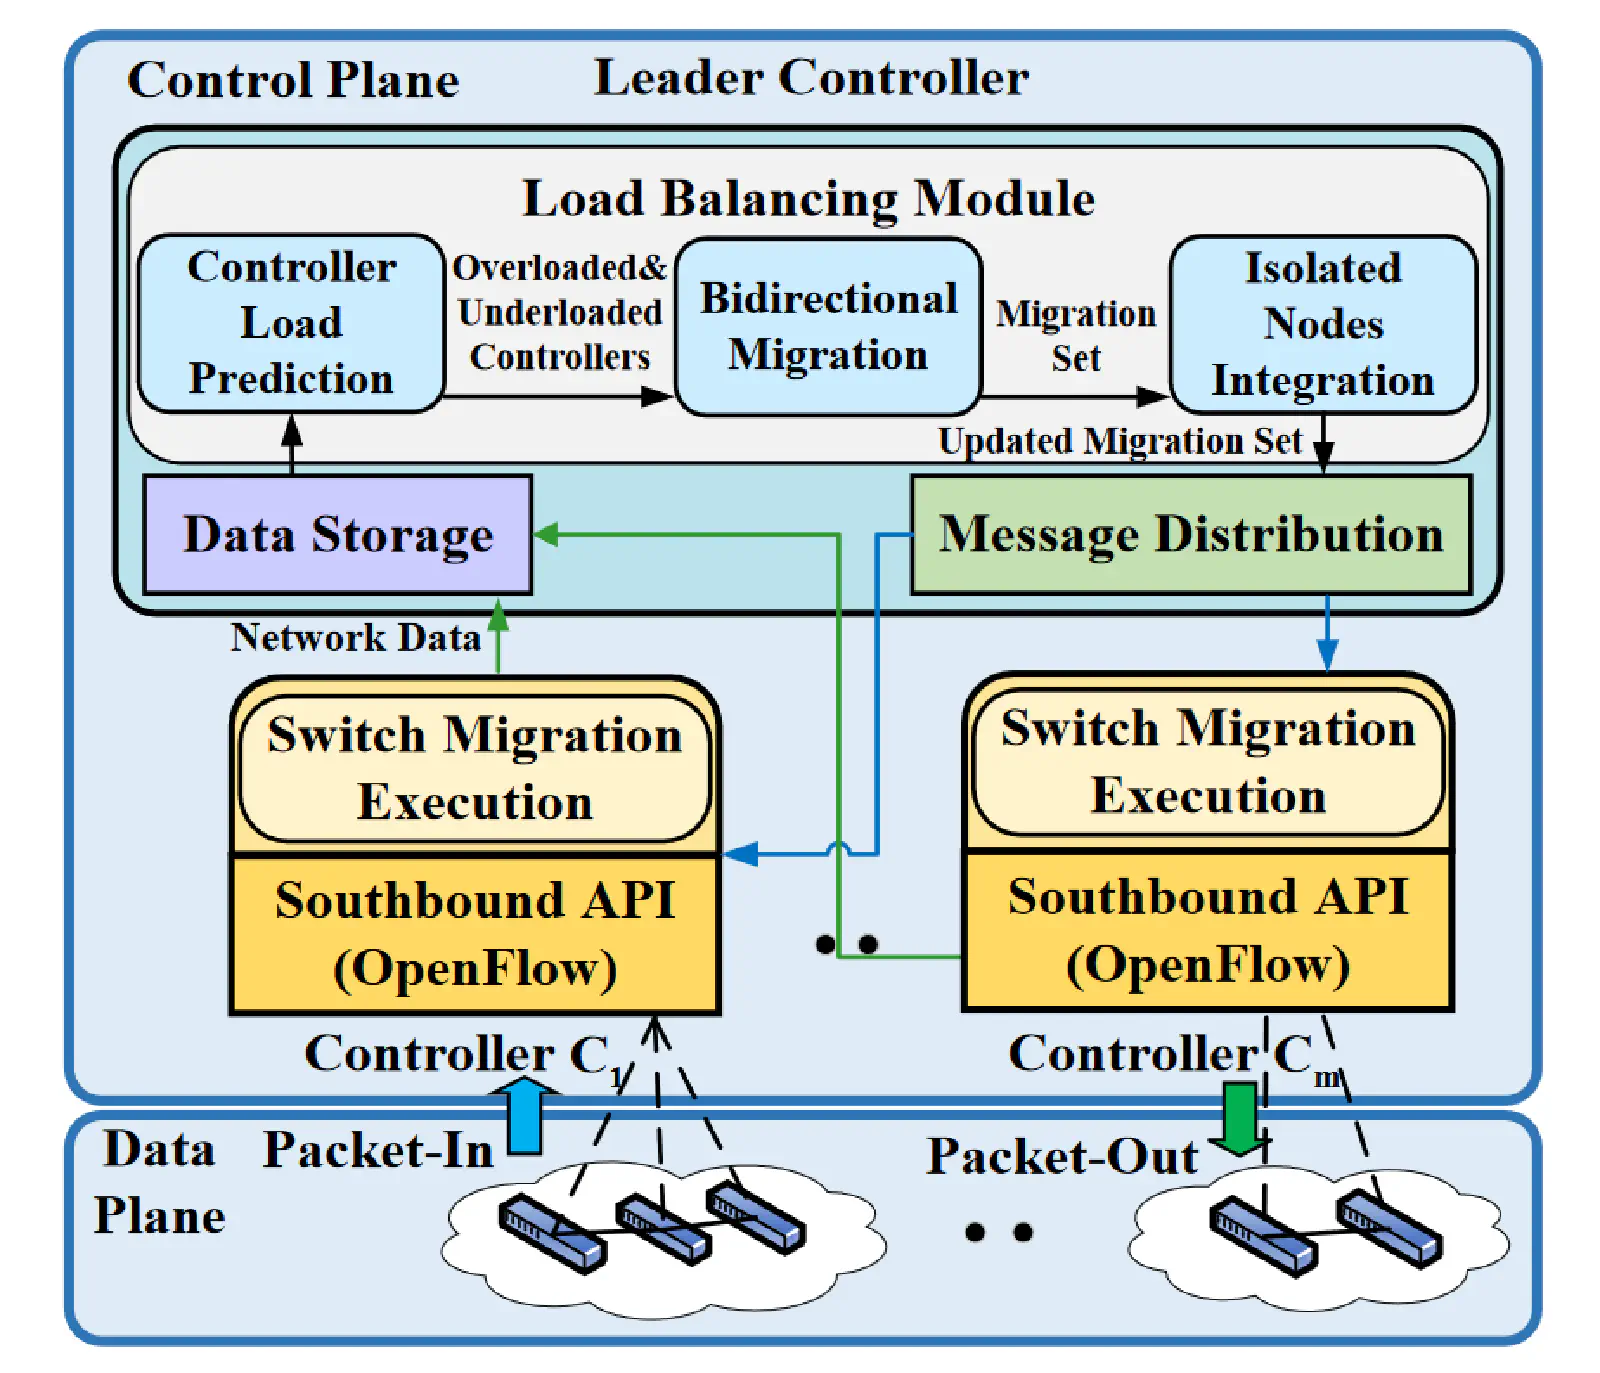 Control Plane
Leader Controller
Load Balancing Module
Controller
Load
Prediction
Overloaded&
Underloaded
Controllers
Bidirectional
Migration
Migration
Set
Isolated
Nodes
Integration
Updated Migration Set
Data Storage
Message Distribution
Network Data
Switch Migration
Execution
Southbound API
(OpenFlow)
Controller C1
Switch Migration
Execution
Southbound API
(OpenFlow)
Controller Cm
Data
Plane
Packet-In
Packet-Out